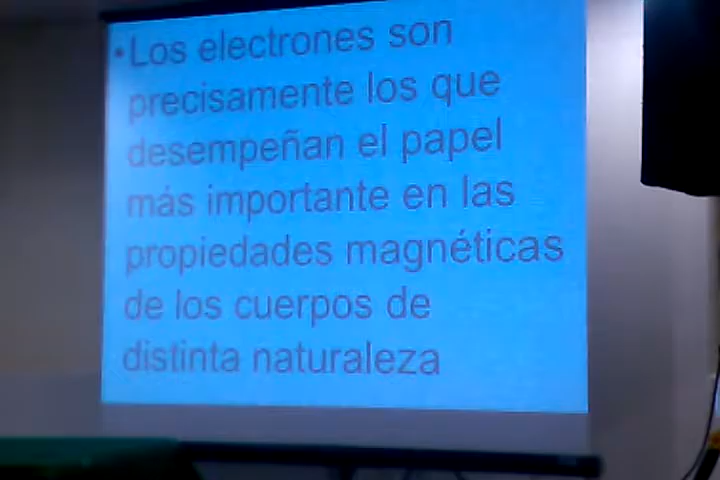 •Los electrones son
precisamente los que
desempeñan el papel
más importante en las
propiedades magnéticas
de los cuerpos de
distinta naturaleza